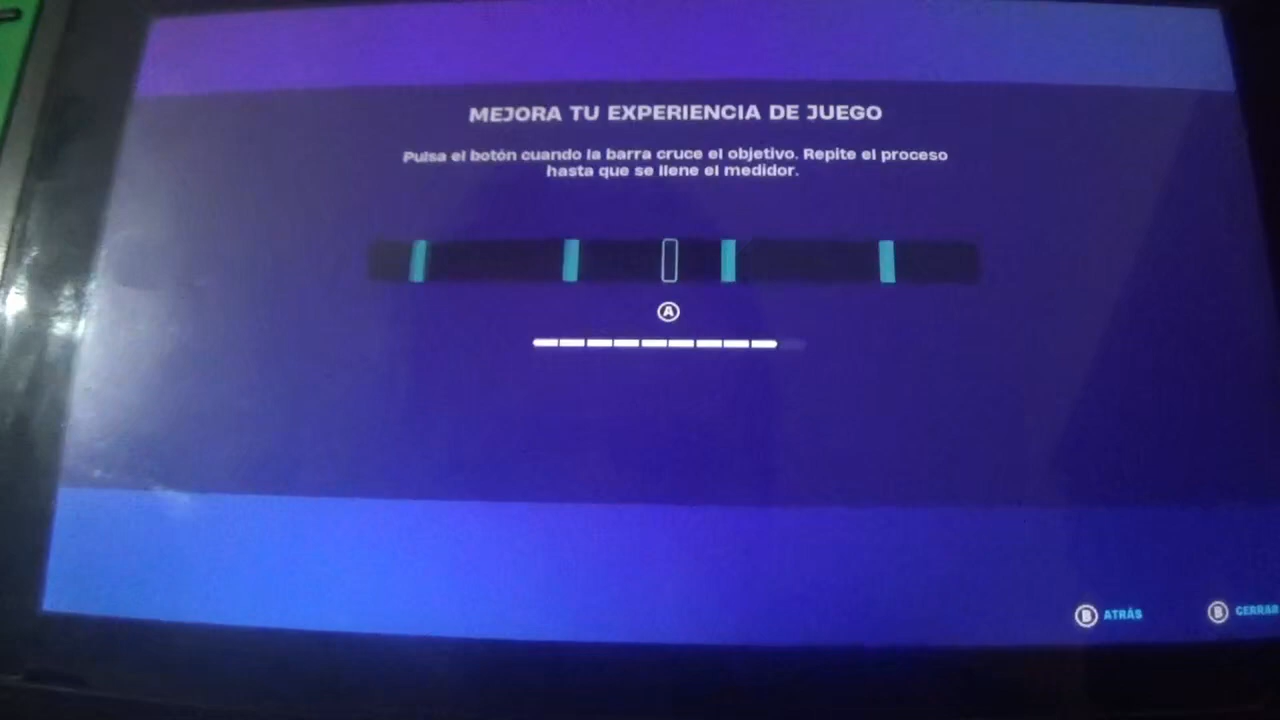 MEJORA TU EXPERIENCIA DE JUEGO
Pulsa el botón cuando la barra cruce el objetivo. Repite el proceso
hasta que se llene el medidor.
A
B ATRÁS B CERRAR